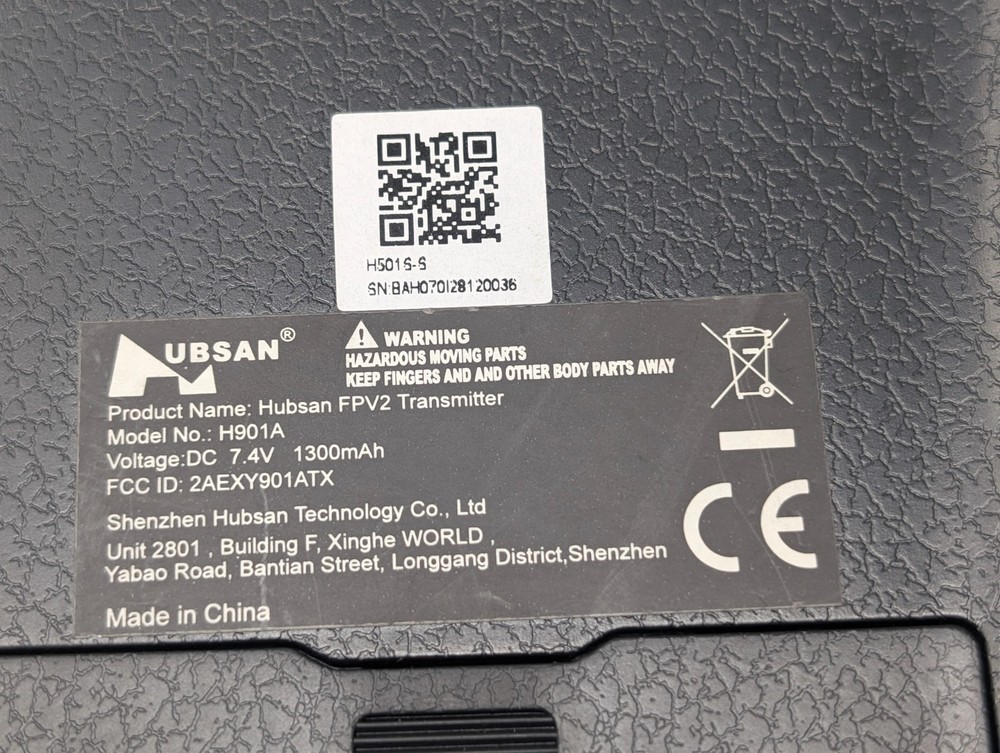 H501S-S
SN:BAH070I28120036
HUBSAN®
WARNING
HAZARDOUS MOVING PARTS
KEEP FINGERS AND AND OTHER BODY PARTS AWAY
Product Name: Hubsan FPV2 Transmitter
Model No.: H901A
Voltage:DC 7.4V 1300mAh
FCC ID: 2AEXY901ATX
Shenzhen Hubsan Technology Co., Ltd
Unit 2801 , Building F, Xinghe WORLD ,
Yabao Road, Bantian Street, Longgang District,Shenzhen
Made in China
CE